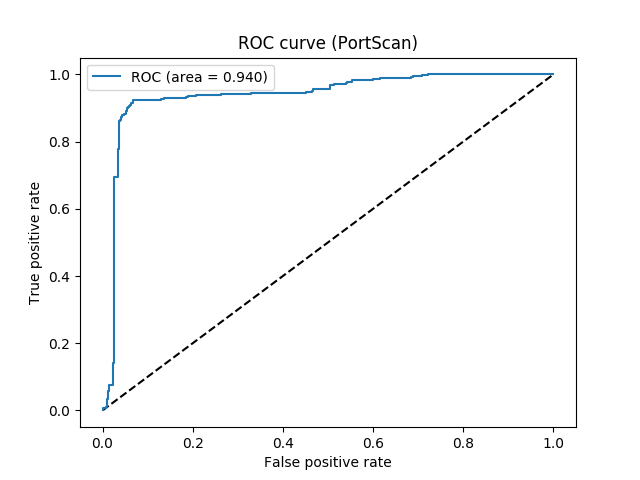 ROC curve (PortScan)
ROC (area = 0.940)
True positive rate
1.0
0.8
0.6
0.4
0.2
0.0
0.0 0.2 0.4 0.6 0.8 1.0
False positive rate